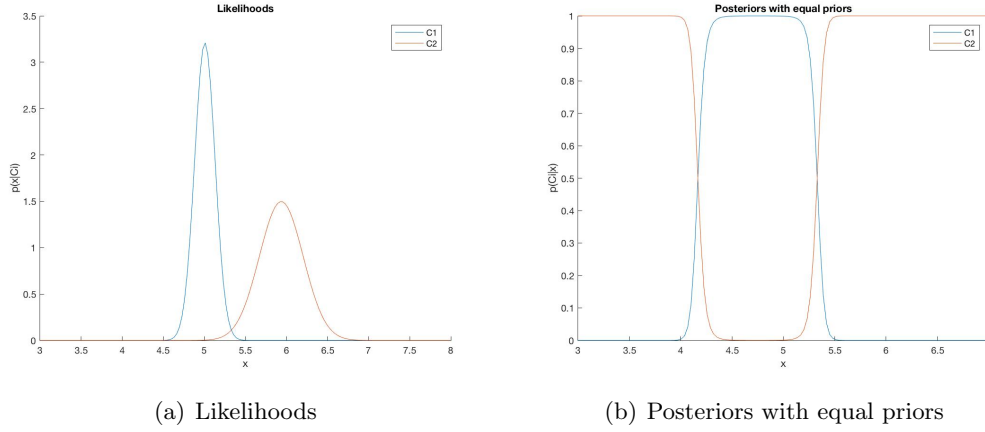 Likelihoods
3.5
3
2.5
2
1.5
1
0.5
0
p(x|Ci)
3 3.5 4 4.5 5 5.5 6 6.5 7 7.5 8
x
C1
C2
(a) Likelihoods
Posteriors with equal priors
1
0.9
0.8
0.7
0.6
0.5
0.4
0.3
0.2
0.1
0
p(Ci|x)
3 3.5 4 4.5 5 5.5 6 6.5
x
C1
C2
(b) Posteriors with equal priors